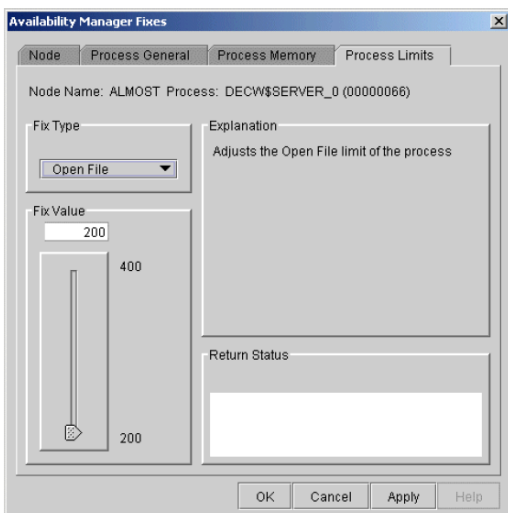 Availability Manager Fixes
Node Process General Process Memory Process Limits
Node Name: ALMOST Process: DECW$SERVER_0 (00000066)
Fix Type
Open File
Explanation
Adjusts the Open File limit of the process
Fix Value
200
400
200
Return Status
OK Cancel Apply Help